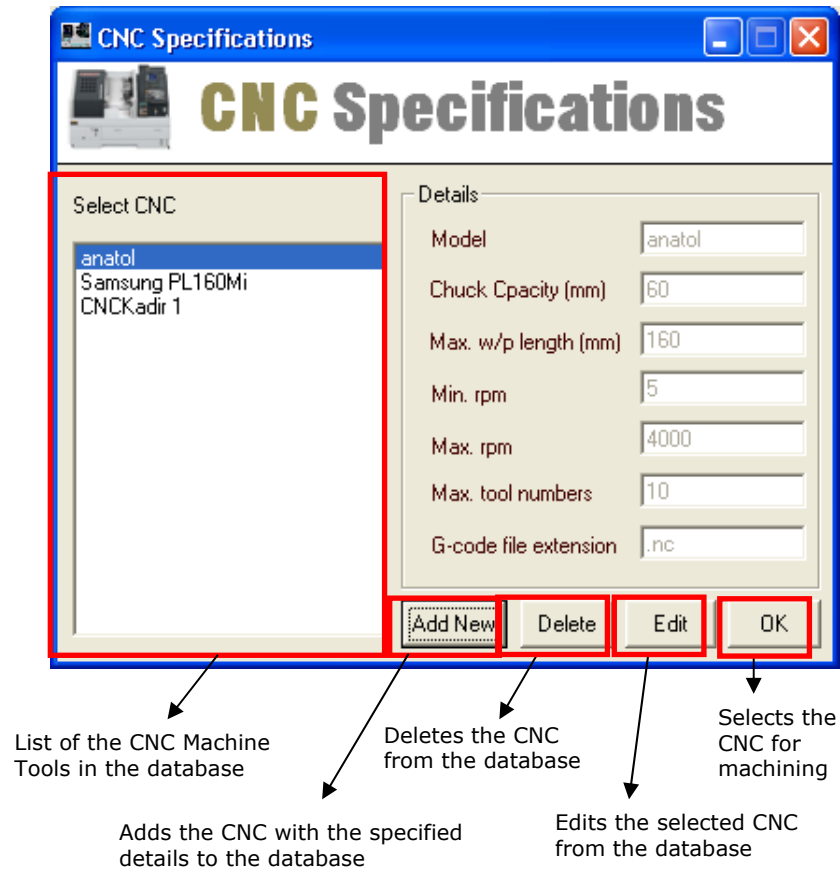 CNC Specifications
CNC Specifications
Select CNC
anatol
Samsung PL160Mi
CNCKadir 1
Details
Model anatol
Chuck Cpacity (mm) 60
Max. w/p length (mm) 160
Min. rpm 5
Max. rpm 4000
Max. tool numbers 10
G-code file extension .nc
Add New Delete Edit OK
List of the CNC Machine
Tools in the database
Deletes the CNC
from the database
Selects the
CNC for
machining
Adds the CNC with the specified
details to the database
Edits the selected CNC
from the database